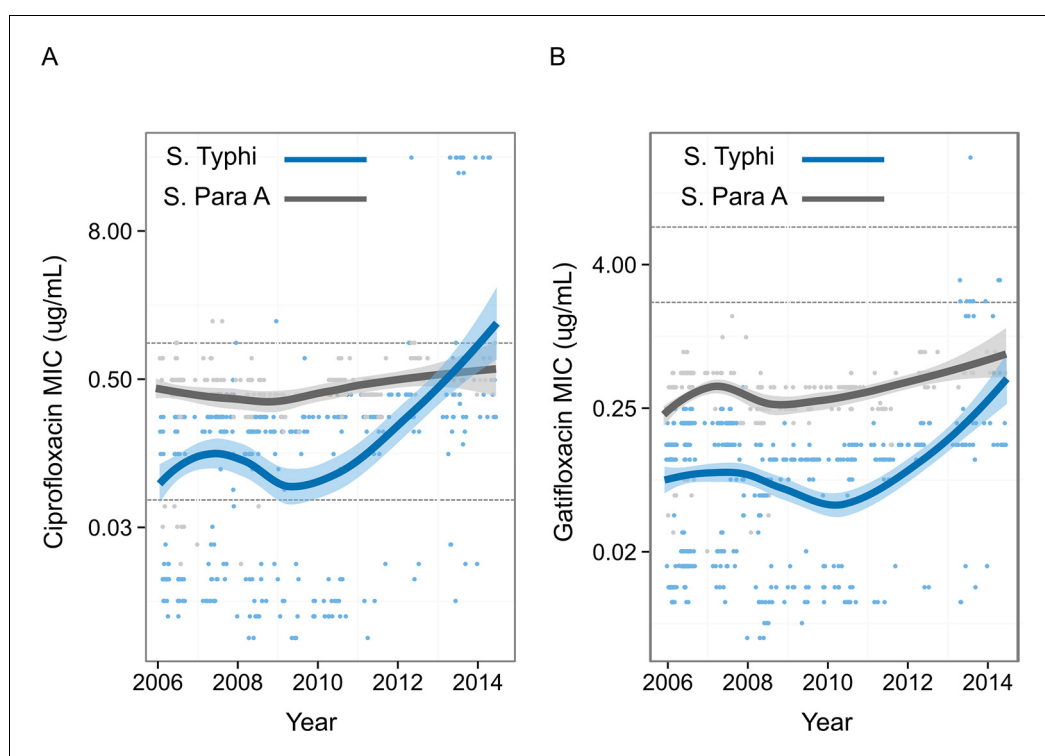 A
S. Typhi
S. Para A
8.00
0.50
0.03
Ciprofloxacin MIC (ug/mL)
2006 2008 2010 2012 2014
Year
B
S. Typhi
S. Para A
4.00
0.25
0.02
Gatifloxacin MIC (ug/mL)
2006 2008 2010 2012 2014
Year